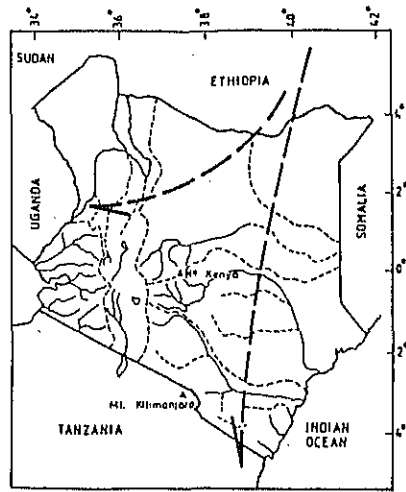 34°
36°
38°
40°
42°
SUDAN
ETHIOPIA
4°
UGANDA
2°
SOMALIA
0°
Mt Kenya
2°
Mt. Kilimanjaro
TANZANIA
INDIAN
OCEAN
4°